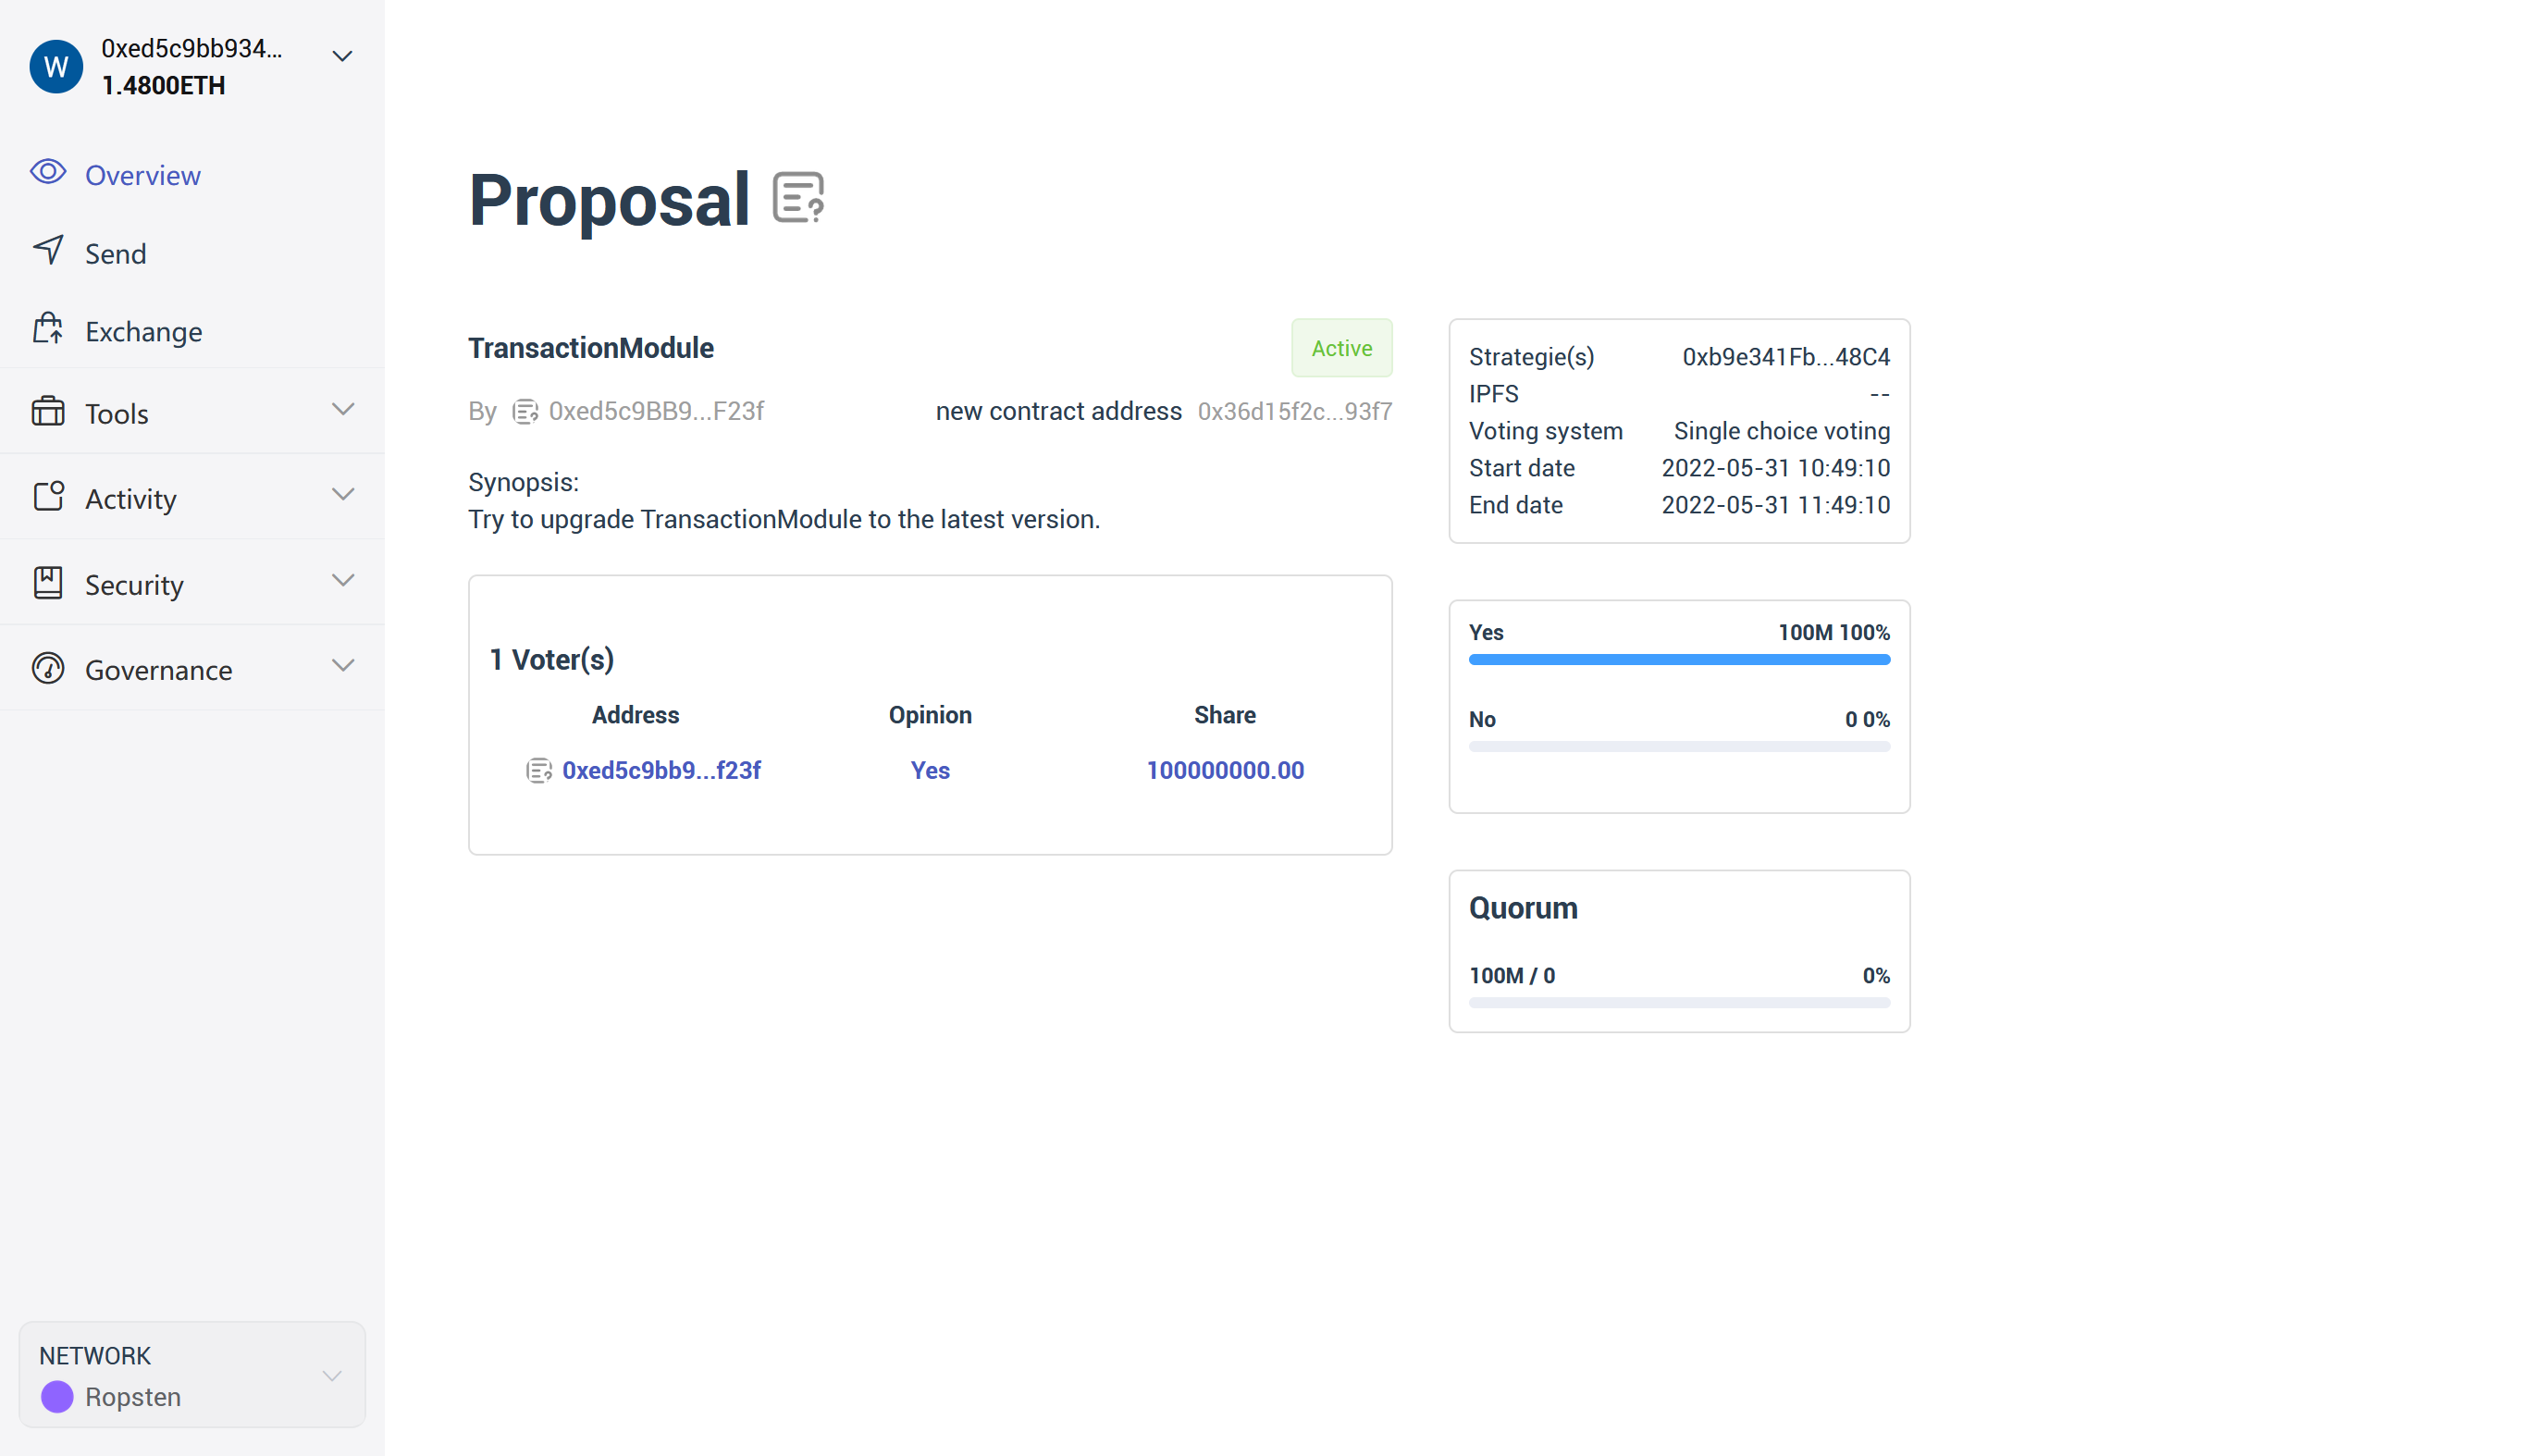 W
0xed5c9bb934...
1.4800ETH
Overview
Send
Exchange
Tools
Activity
Security
Governance
NETWORK
Ropsten
Proposal
TransactionModule
Active
By 0xed5c9BB9...F23f
new contract address 0x36d15f2c...93f7
Synopsis:
Try to upgrade TransactionModule to the latest version.
1 Voter(s)
Address Opinion Share
0xed5c9bb9...f23f Yes 100000000.00
Strategie(s) 0xb9e341Fb...48C4
IPFS --
Voting system Single choice voting
Start date 2022-05-31 10:49:10
End date 2022-05-31 11:49:10
Yes 100M 100%
No 0 0%
Quorum
100M / 0 0%